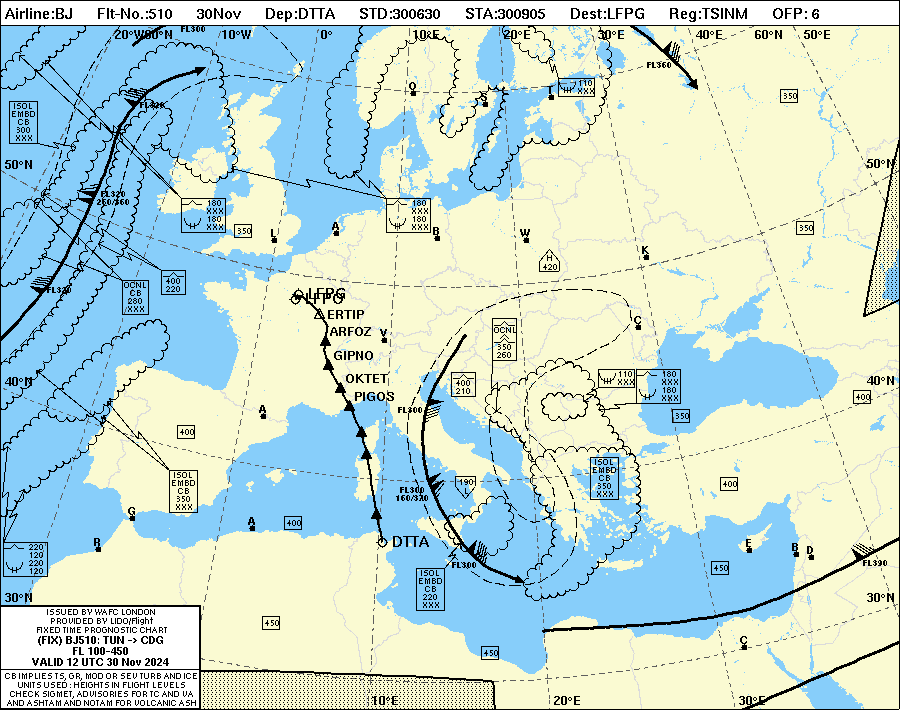 Airline:BJ Flt-No.:510 30Nov Dep:DTTA STD:300630 STA:300905 Dest:LFPG Reg:TSINM OFP: 6
20°W 10°W 0° 10°E 20°E 30°E 40°E 60°N 50°E
FL300
FL360
FL320
ISOL
EMBD
CB
300
XXX
O
S
T
110
XXX
350
50°N
50°N
FL320
260/360
180
XXX
180
XXX
350
L
A
180
XXX
180
XXX
B
W
H
420
K
350
FL320
OCNL
CB
280
XXX
400
220
LFPG
LFPO
ERTIP
ARFOZ
V
GIPNO
OKTET
PIGOS
OCNL
350
260
C
400
210
110
XXX
180
XXX
180
XXX
40°N
40°N
FL300
350
400
A
400
ISOL
EMBD
CB
350
XXX
FL300
160/320
190
L
ISOL
EMBD
CB
350
XXX
400
G
A
400
R
DTTA
E
B
D
FL390
220
120
220
120
FL300
ISOL
EMBD
CB
220
XXX
450
30°N
30°N
450
C
450
ISSUED BY WAFC LONDON
PROVIDED BY LIDO/Flight
FIXED TIME PROGNOSTIC CHART
(FIX) BJ510: TUN -> CDG
FL 100-450
VALID 12 UTC 30 Nov 2024
CB IMPLIES TS, GR, MOD OR SEV TURB AND ICE
UNITS USED : HEIGHTS IN FLIGHT LEVELS
CHECK SIGMET, ADVISORIES FOR TC AND VA
AND ASHTAM AND NOTAM FOR VOLCANIC ASH
10°E 20°E 30°E